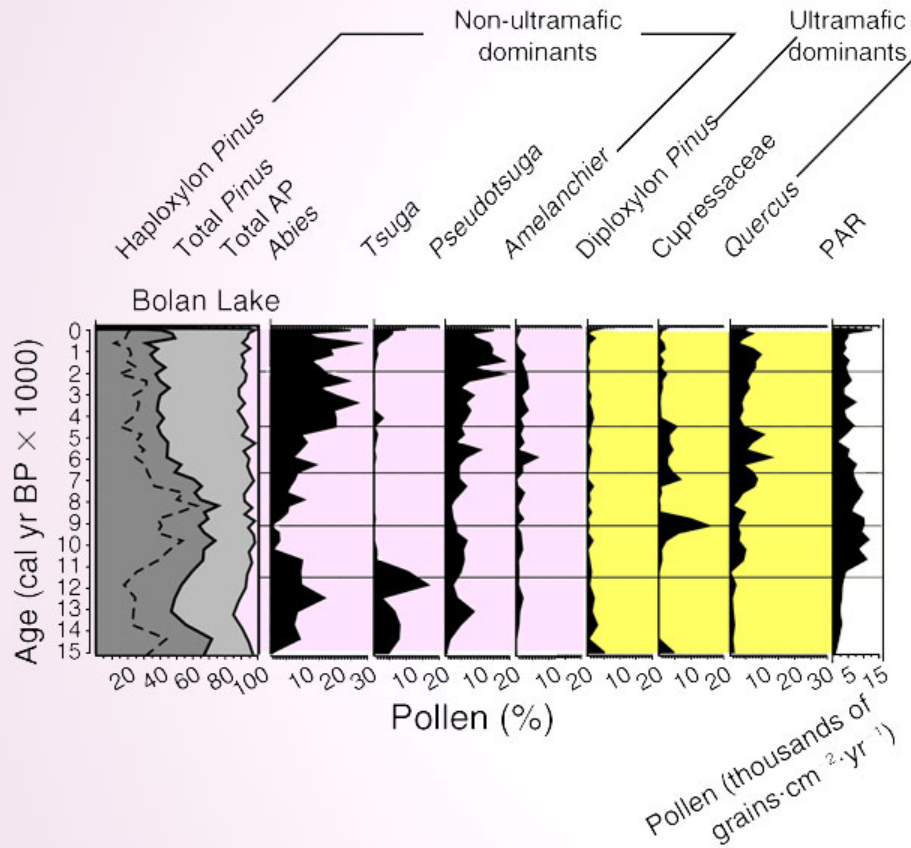 Non-ultramafic
dominants
Ultramafic
dominants
Haploxylon Pinus
Total Pinus
Total AP
Abies
Tsuga
Pseudotsuga
Amelanchier
Diploxylon Pinus
Cupressaceae
Quercus
PAR
Bolan Lake
Age (cal yr BP × 1000)
0
1
2
3
4
5
6
7
8
9
10
11
12
13
14
15
20 40 60 80 100
10 20 30
10 20
10 20
10 20
10 20
10 20
10 20 30
5 15
Pollen (%)
Pollen (thousands of
grains·cm⁻²·yr⁻¹)